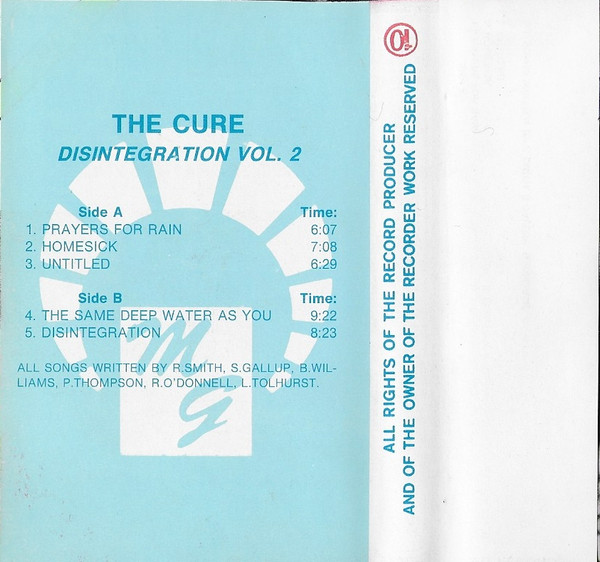 THE CURE
DISINTEGRATION VOL. 2
Side A Time:
1. PRAYERS FOR RAIN 6:07
2. HOMESICK 7:08
3. UNTITLED 6:29
Side B Time:
4. THE SAME DEEP WATER AS YOU 9:22
5. DISINTEGRATION 8:23
ALL SONGS WRITTEN BY R.SMITH, S.GALLUP, B.WIL-
LIAMS, P.THOMPSON, R.O'DONNELL, L.TOLHURST.
MG
ALL RIGHTS OF THE RECORD PRODUCER
AND OF THE OWNER OF THE RECORDER WORK RESERVED